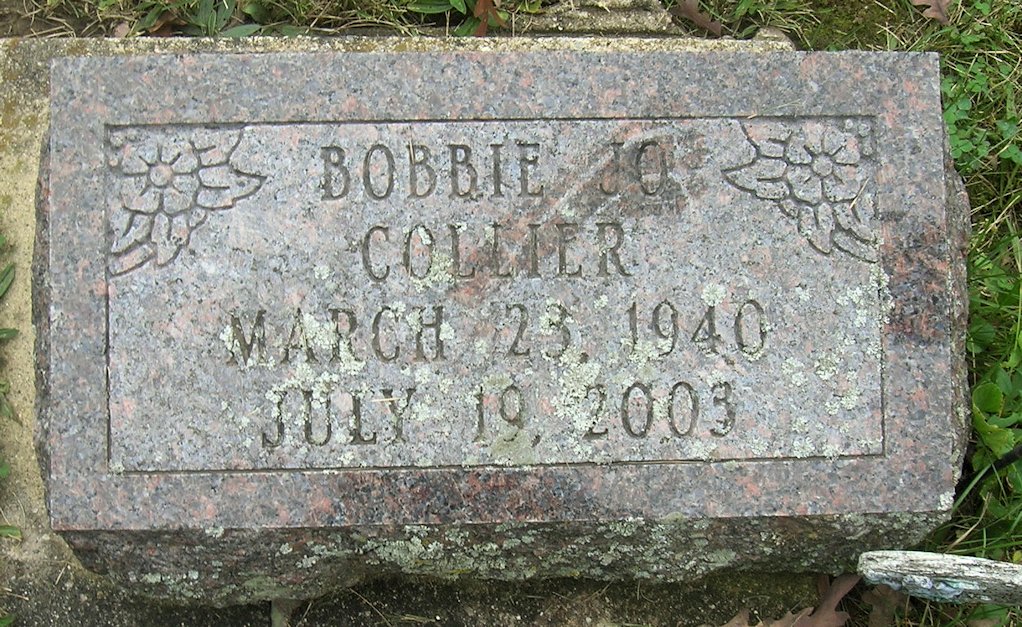 BOBBIE JO
COLLIER
MARCH 23, 1940
JULY 19, 2003